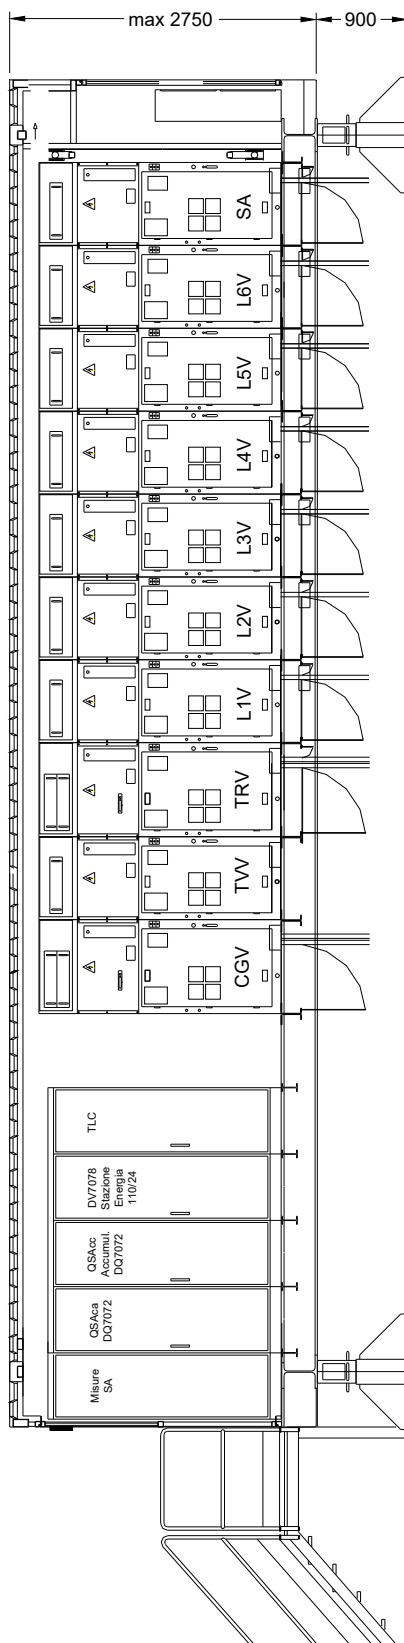 max 2750
900
SA
L6V
L5V
L4V
L3V
L2V
L1V
TRV
TVV
CGV
TLC
DV7078
Stazione
Energia
110/24
QSAcc
Accumul.
DQ7072
QSAca
DQ7072
Misure
SA